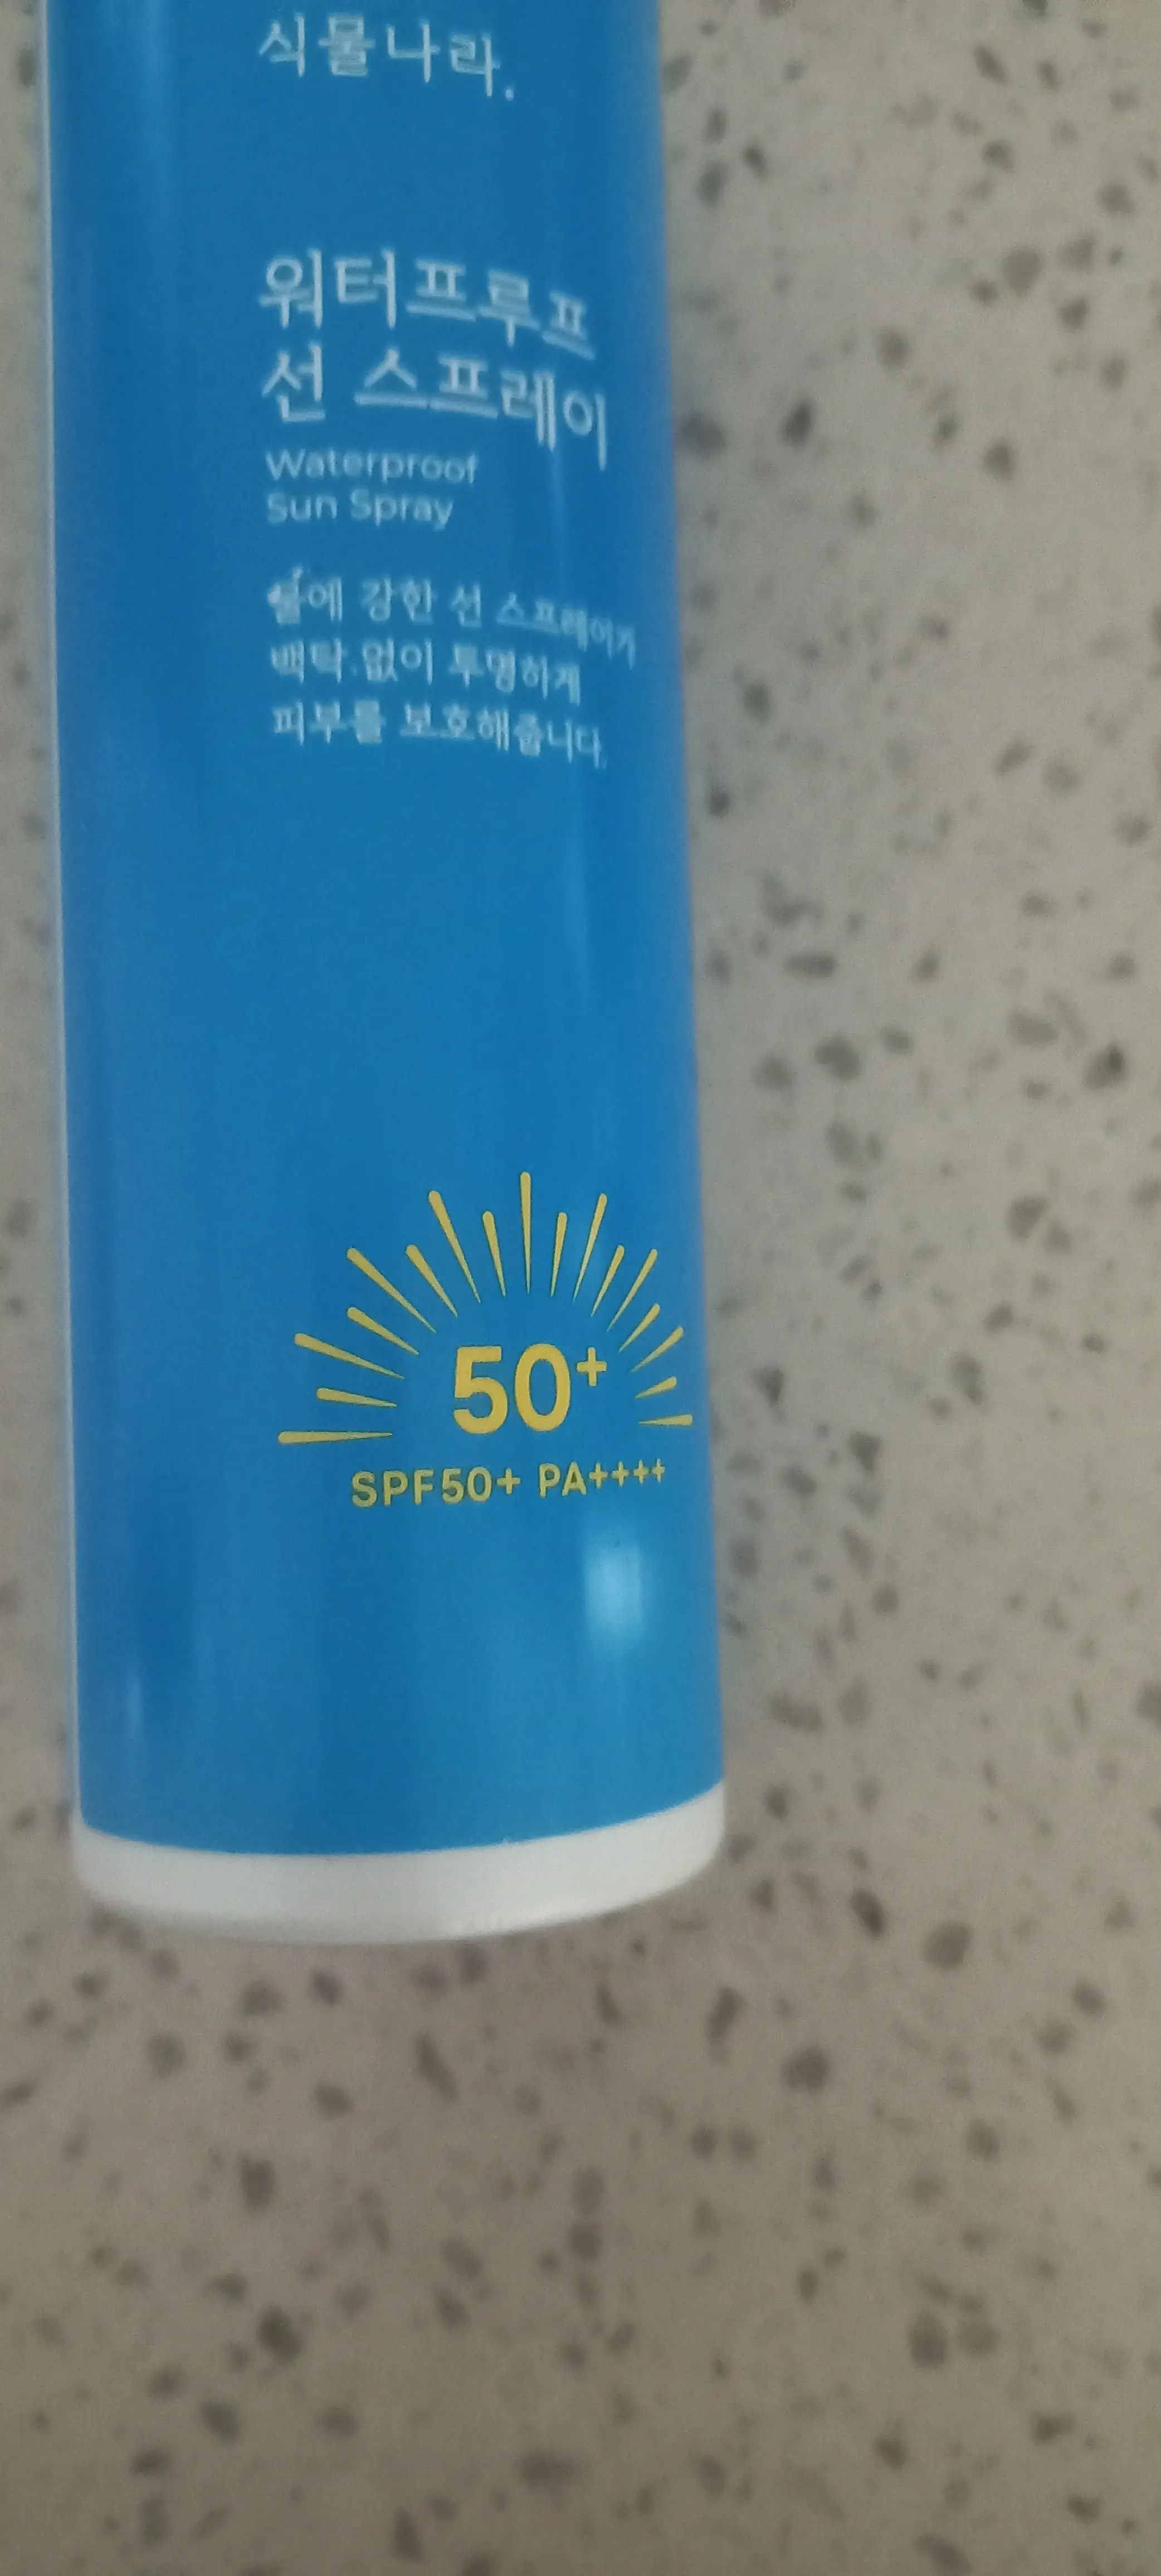 식물나라.
워터프루프
선 스프레이
Waterproof
Sun Spray
물에 강한 선 스프레이가
백탁 없이 투명하게
피부를 보호해줍니다.
50+
SPF50+ PA++++